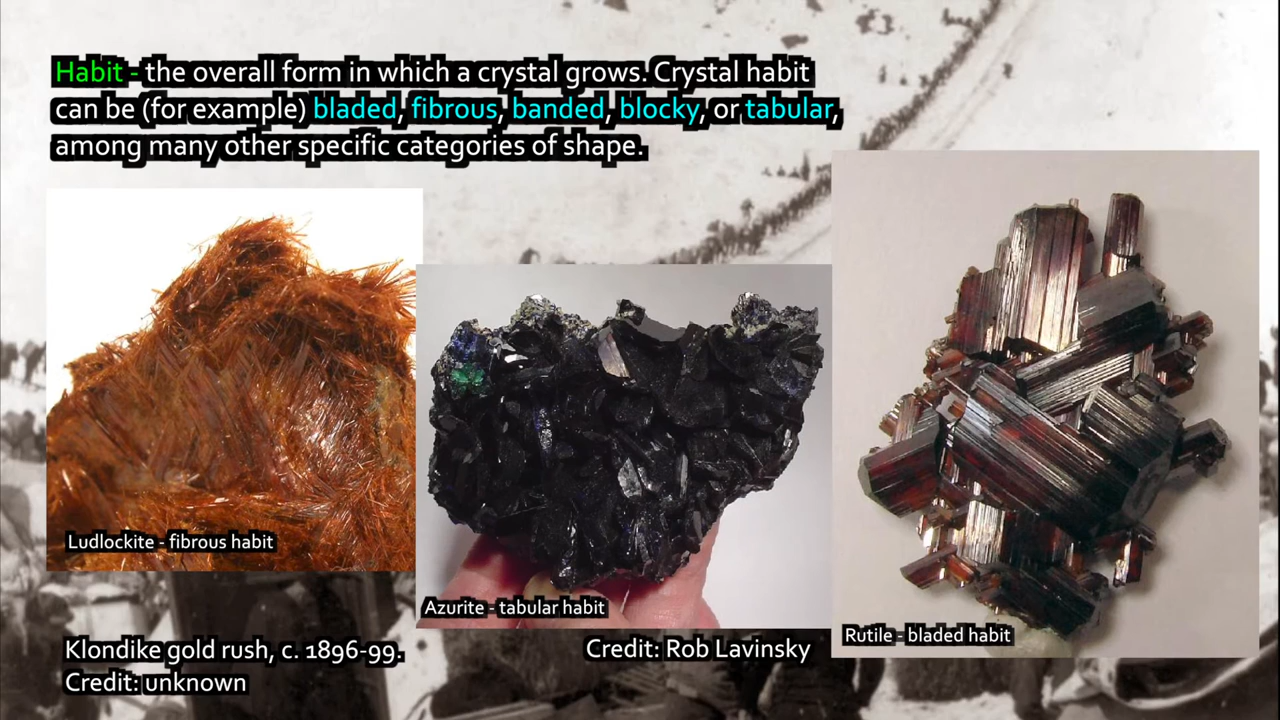 Habit - the overall form in which a crystal grows. Crystal habit
can be (for example) bladed, fibrous, banded, blocky, or tabular,
among many other specific categories of shape.
Ludlockite - fibrous habit
Azurite - tabular habit
Rutile - bladed habit
Klondike gold rush, c. 1896-99.
Credit: unknown
Credit: Rob Lavinsky